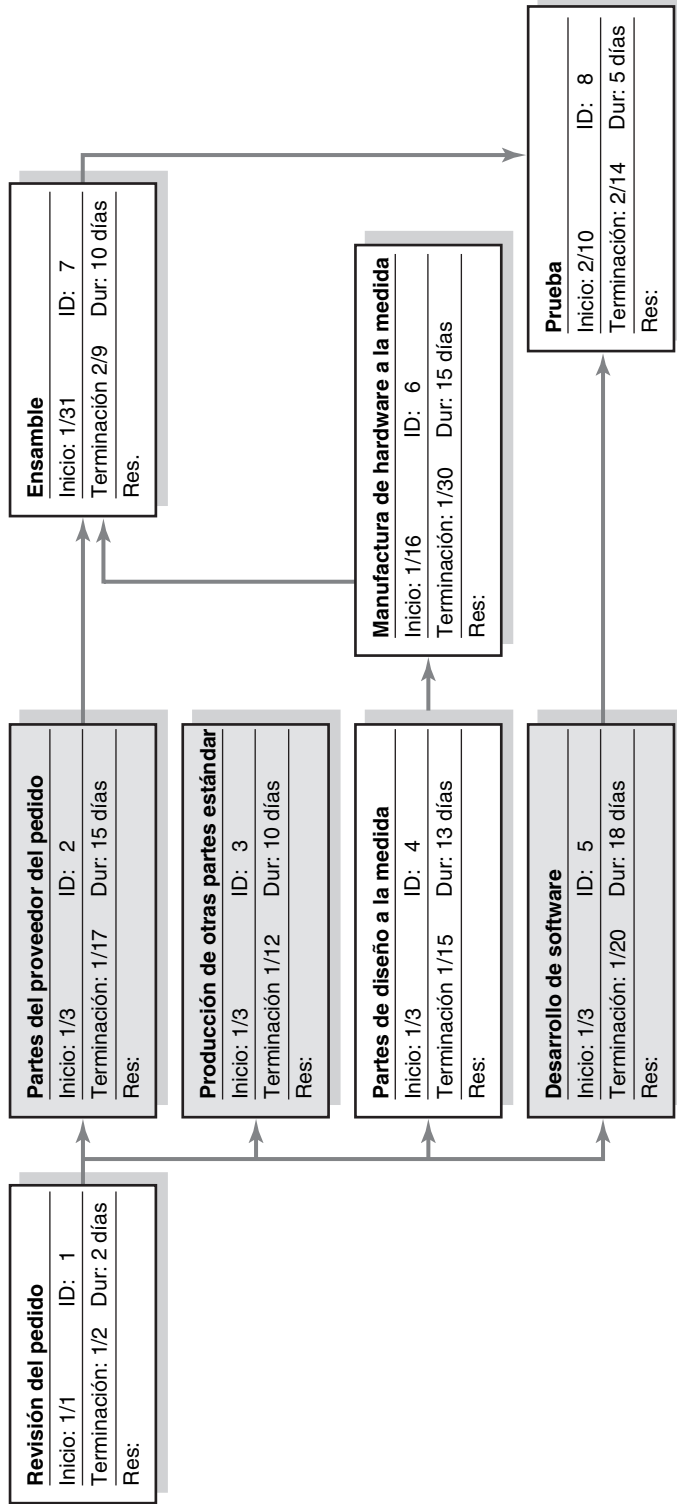 Revisión del pedido
Inicio: 1/1 ID: 1
Terminación: 1/2 Dur: 2 días
Res:
Partes del proveedor del pedido
Inicio: 1/3 ID: 2
Terminación: 1/17 Dur: 15 días
Res:
Producción de otras partes estándar
Inicio: 1/3 ID: 3
Terminación 1/12 Dur: 10 días
Res:
Partes de diseño a la medida
Inicio: 1/3 ID: 4
Terminación 1/15 Dur: 13 días
Res:
Desarrollo de software
Inicio: 1/3 ID: 5
Terminación: 1/20 Dur: 18 días
Res:
Manufactura de hardware a la medida
Inicio: 1/16 ID: 6
Terminación: 1/30 Dur: 15 días
Res:
Ensamble
Inicio: 1/31 ID: 7
Terminación 2/9 Dur: 10 días
Res.
Prueba
Inicio: 2/10 ID: 8
Terminación: 2/14 Dur: 5 días
Res: